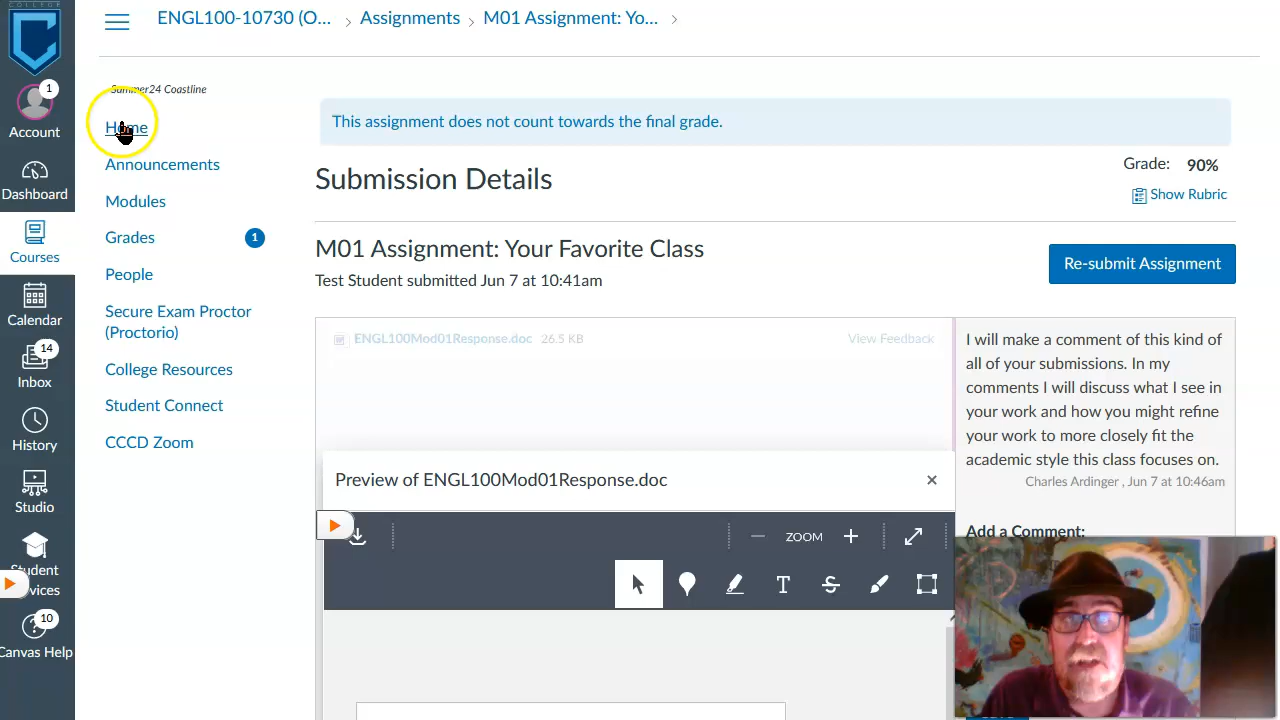 COLLEGE
ENGL100-10730 (O... > Assignments > M01 Assignment: Yo... >
Summer24 Coastline
1
Account
Dashboard
Courses
Calendar
14
Inbox
History
Studio
Student
vices
10
Canvas Help
Home
Announcements
Modules
Grades 1
People
Secure Exam Proctor
(Proctorio)
College Resources
Student Connect
CCCD Zoom
This assignment does not count towards the final grade.
Submission Details
Grade: 90%
Show Rubric
M01 Assignment: Your Favorite Class
Test Student submitted Jun 7 at 10:41am
Re-submit Assignment
ENGL100Mod01Response.doc 26.5 KB View Feedback
Preview of ENGL100Mod01Response.doc ×
ZOOM
T S
I will make a comment of this kind of
all of your submissions. In my
comments I will discuss what I see in
your work and how you might refine
your work to more closely fit the
academic style this class focuses on.
Charles Ardinger , Jun 7 at 10:46am
Add a Comment: